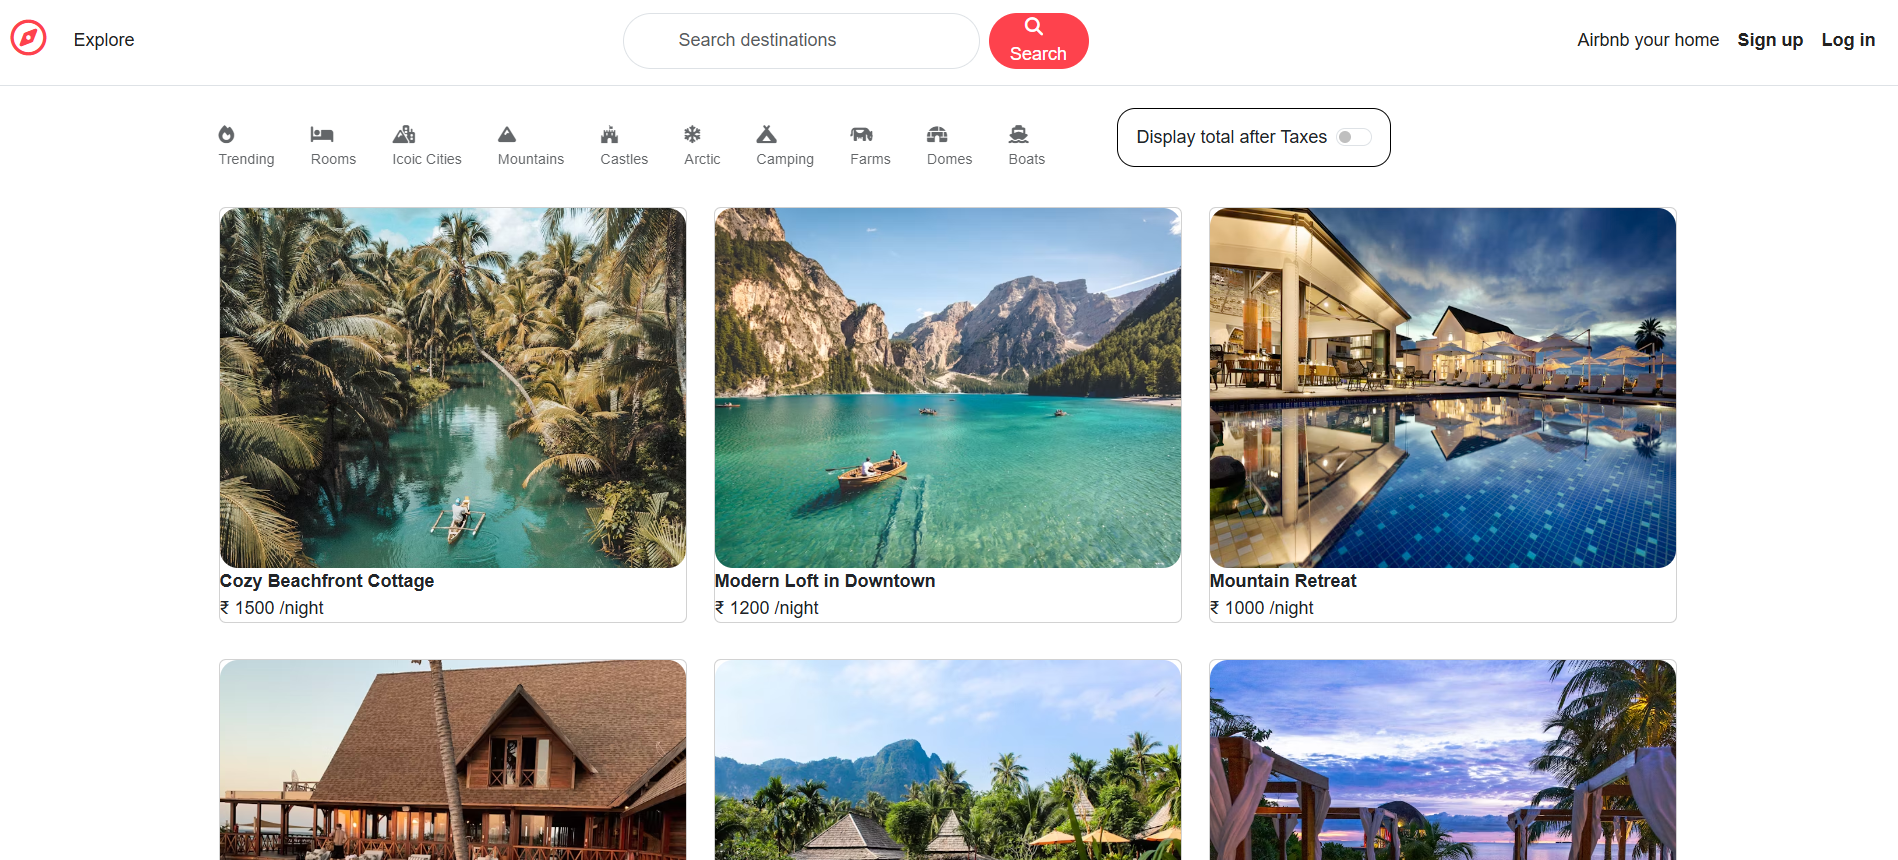 Explore
Search destinations
Search
Airbnb your home
Sign up
Log in
Trending
Rooms
Icoic Cities
Mountains
Castles
Arctic
Camping
Farms
Domes
Boats
Display total after Taxes
Cozy Beachfront Cottage
₹ 1500 /night
Modern Loft in Downtown
₹ 1200 /night
Mountain Retreat
₹ 1000 /night